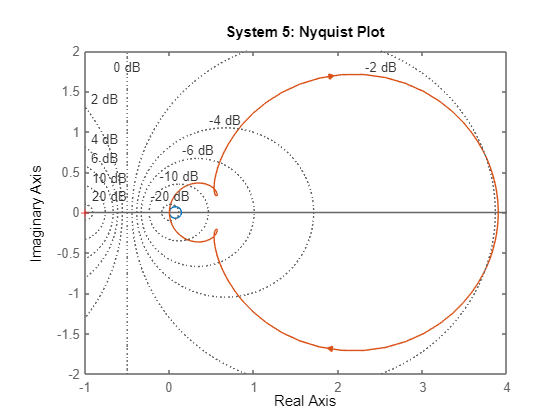 System 5: Nyquist Plot
2
0 dB
-2 dB
1.5
2 dB
-4 dB
1
4 dB
-6 dB
0.5
6 dB
10 dB
-10 dB
20 dB
-20 dB
0
-0.5
-1
-1.5
-2
-1
0
1
2
3
4
Real Axis
Imaginary Axis